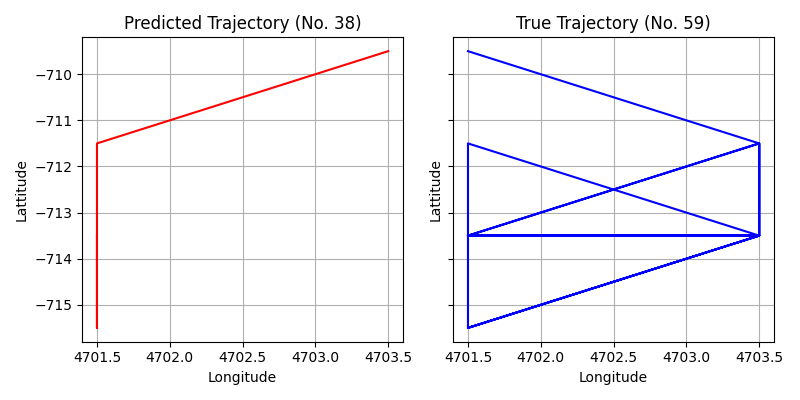 Predicted Trajectory (No. 38)
−710
−711
−712
−713
−714
−715
Lattitude
4701.5 4702.0 4702.5 4703.0 4703.5
Longitude
True Trajectory (No. 59)
Lattitude
4701.5 4702.0 4702.5 4703.0 4703.5
Longitude